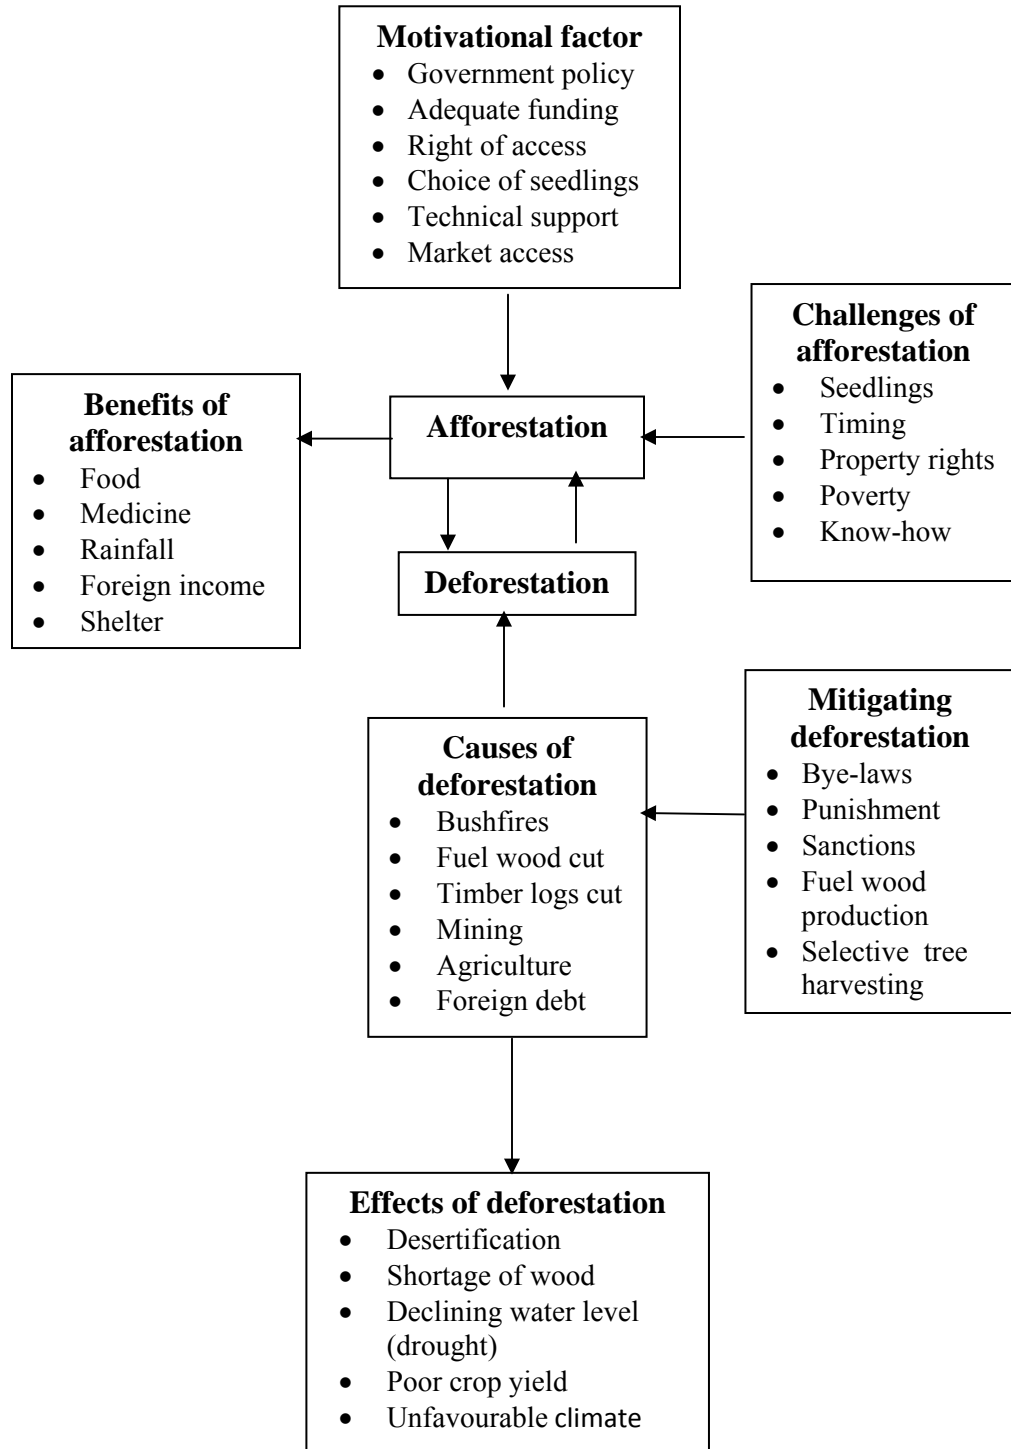 Motivational factor
• Government policy
• Adequate funding
• Right of access
• Choice of seedlings
• Technical support
• Market access
Challenges of
afforestation
• Seedlings
• Timing
• Property rights
• Poverty
• Know-how
Benefits of
afforestation
• Food
• Medicine
• Rainfall
• Foreign income
• Shelter
Afforestation
Deforestation
Mitigating
deforestation
• Bye-laws
• Punishment
• Sanctions
• Fuel wood
production
• Selective tree
harvesting
Causes of
deforestation
• Bushfires
• Fuel wood cut
• Timber logs cut
• Mining
• Agriculture
• Foreign debt
Effects of deforestation
• Desertification
• Shortage of wood
• Declining water level
(drought)
• Poor crop yield
• Unfavourable climate